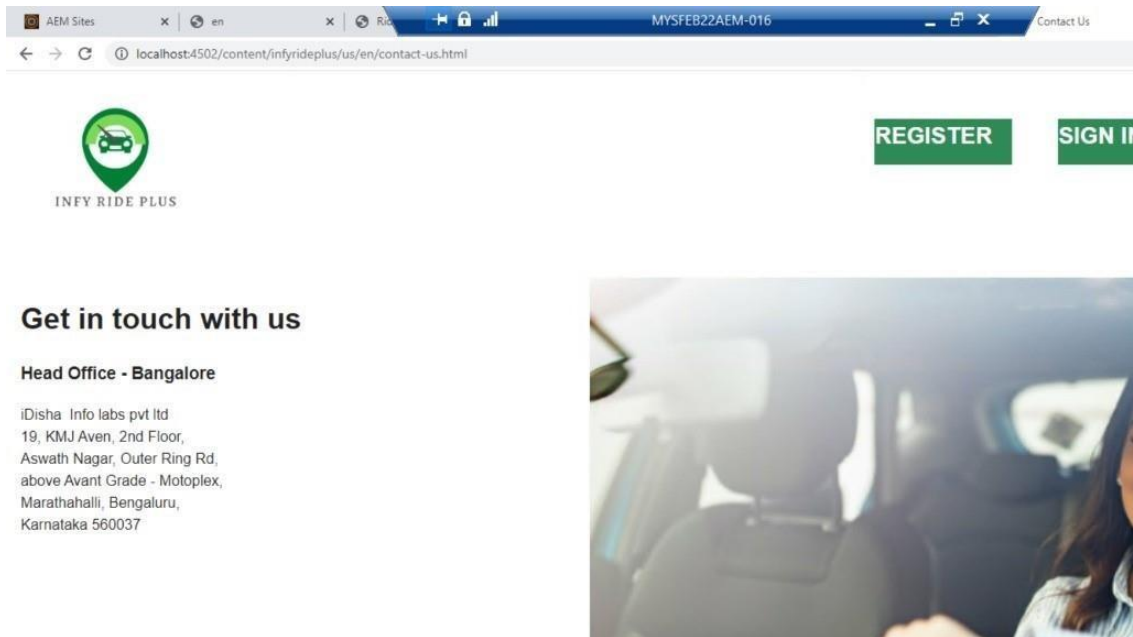 AEM Sites
en
MYSFEB22AEM-016
Contact Us
localhost:4502/content/infyrideplus/us/en/contact-us.html
INFY RIDE PLUS
REGISTER
SIGN
Get in touch with us
Head Office - Bangalore
iDisha Info labs pvt ltd
19, KMJ Aven, 2nd Floor,
Aswath Nagar, Outer Ring Rd,
above Avant Grade - Motoplex,
Marathahalli, Bengaluru,
Karnataka 560037